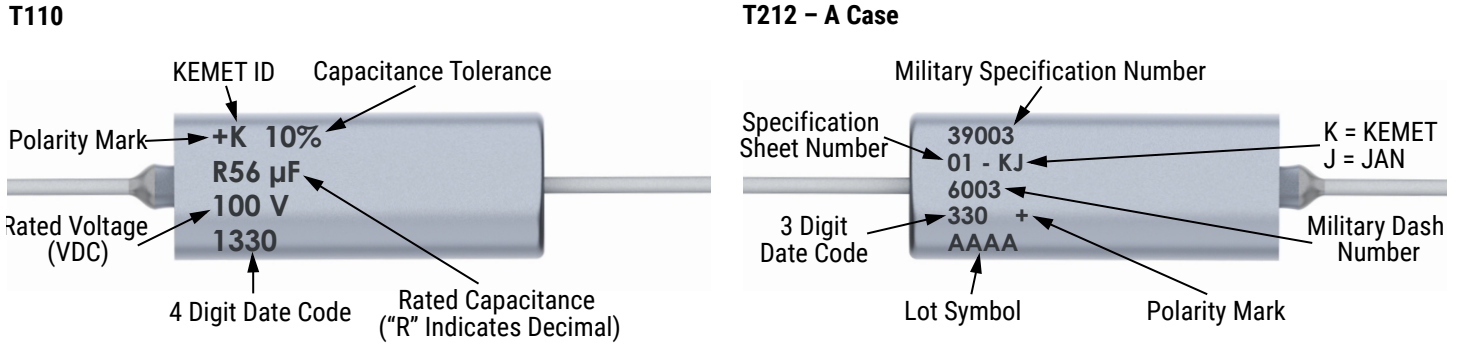 T110
KEMET ID
Capacitance Tolerance
Polarity Mark
+K 10%
R56 µF
100 V
1330
Rated Voltage
(VDC)
4 Digit Date Code
Rated Capacitance
(“R” Indicates Decimal)
T212 – A Case
Military Specification Number
Specification
Sheet Number
39003
01 - KJ
6003
330 +
AAAA
K = KEMET
J = JAN
3 Digit
Date Code
Military Dash
Number
Lot Symbol
Polarity Mark